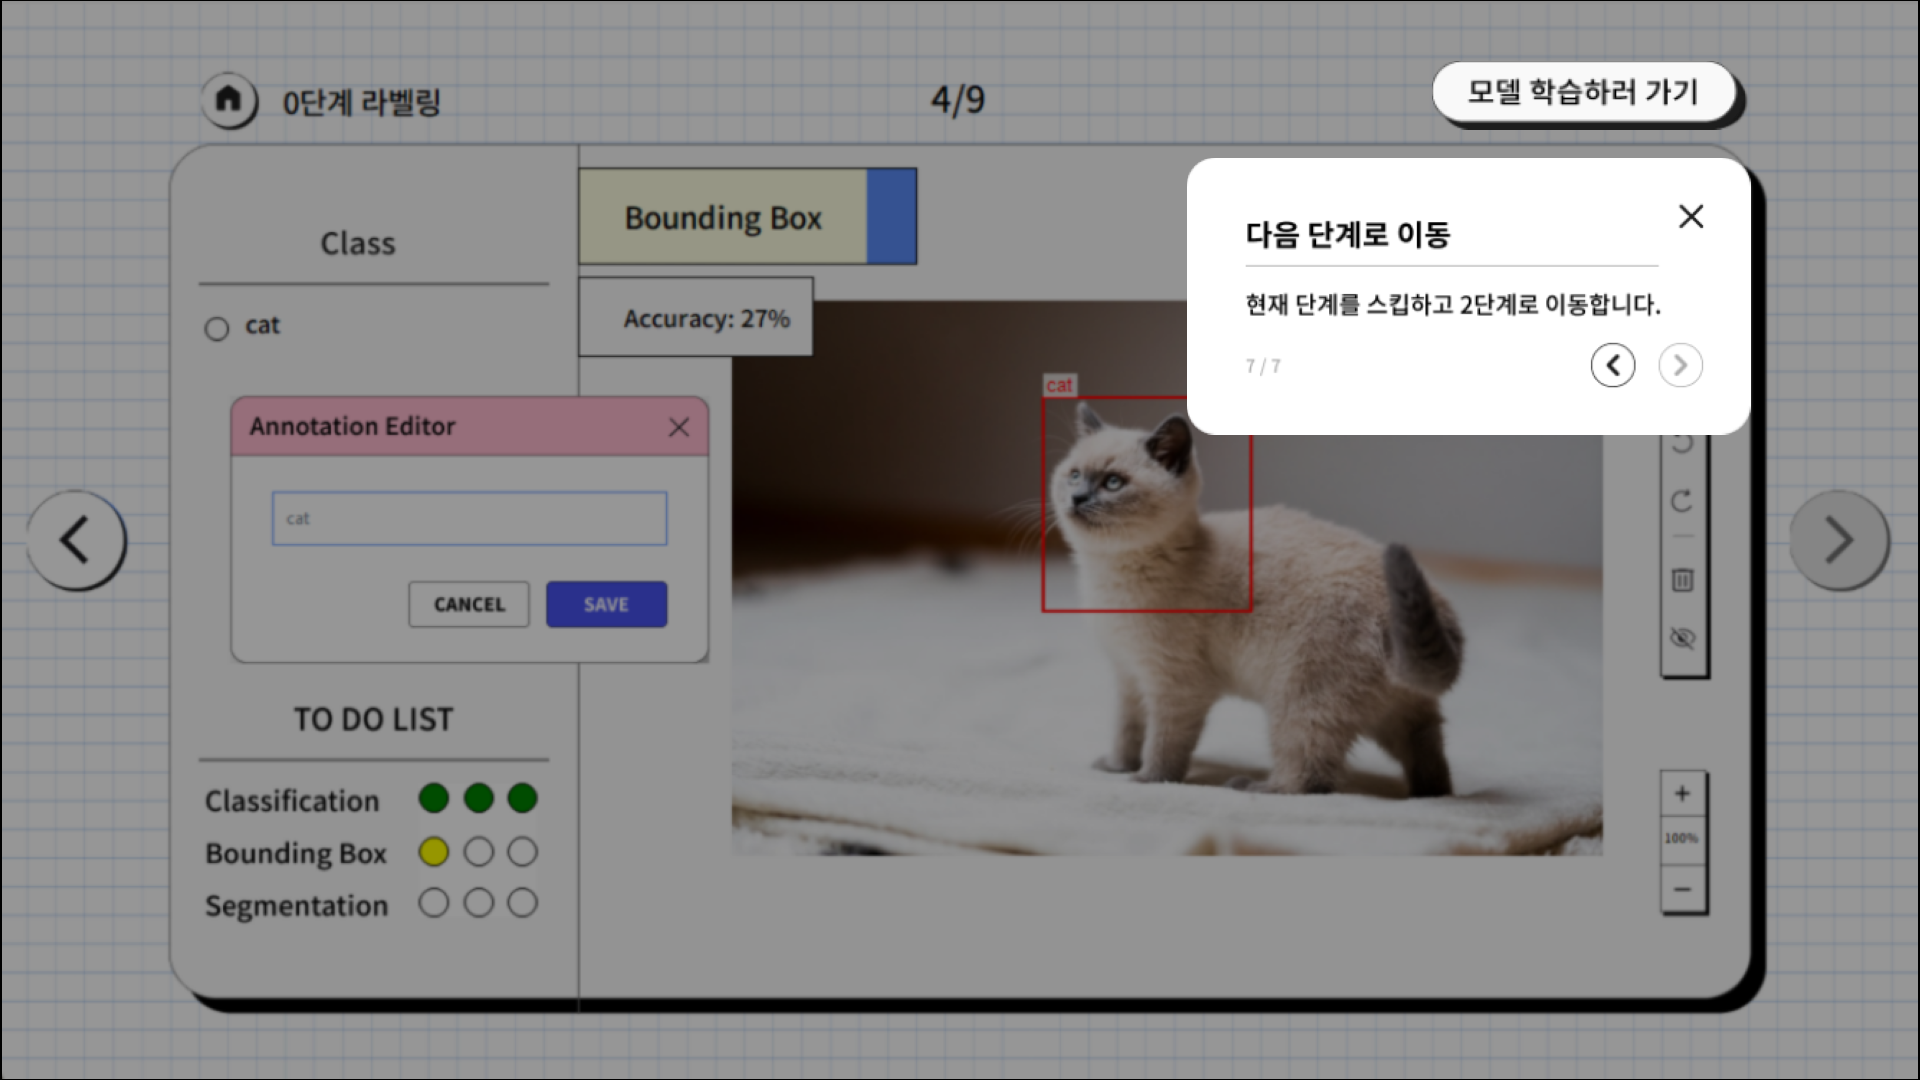 0단계 라벨링
4/9
모델 학습하러 가기
Class
cat
Bounding Box
Accuracy: 27%
다음 단계로 이동
현재 단계를 스킵하고 2단계로 이동합니다.
7 / 7
cat
Annotation Editor
cat
CANCEL
SAVE
TO DO LIST
Classification
Bounding Box
Segmentation
100%